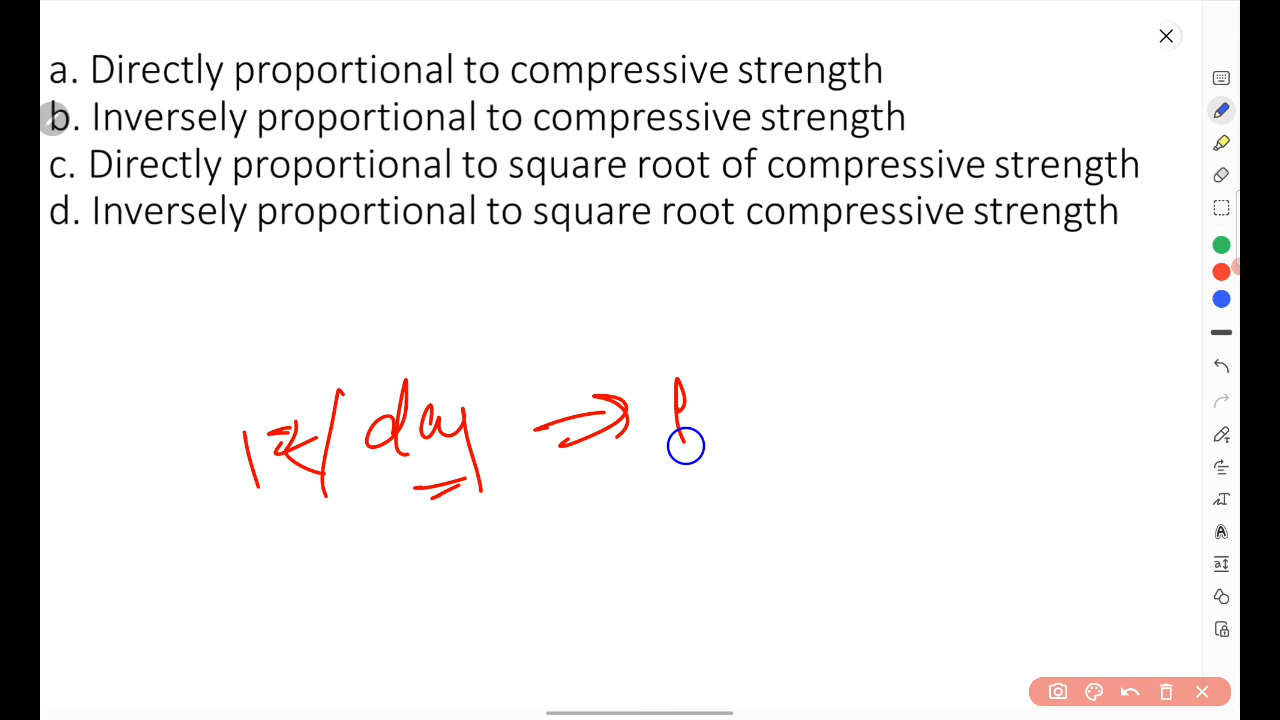 a. Directly proportional to compressive strength
b. Inversely proportional to compressive strength
c. Directly proportional to square root of compressive strength
d. Inversely proportional to square root compressive strength
day